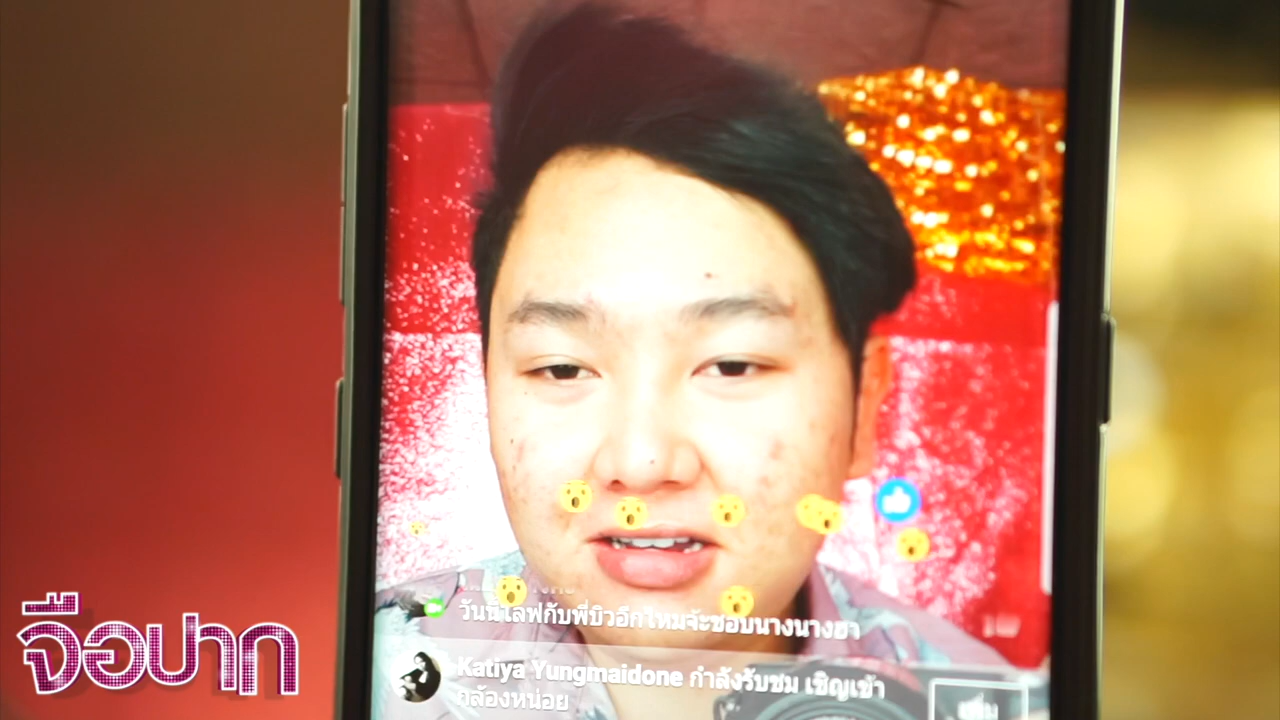 วันนี้เลฟกับพี่บิวอีกไหมจ๊ะชอบนางนางฮา
Katiya Yungmaidone กำลังรับชม เชิญเข้า
กล้องหน่อย
จือปาก